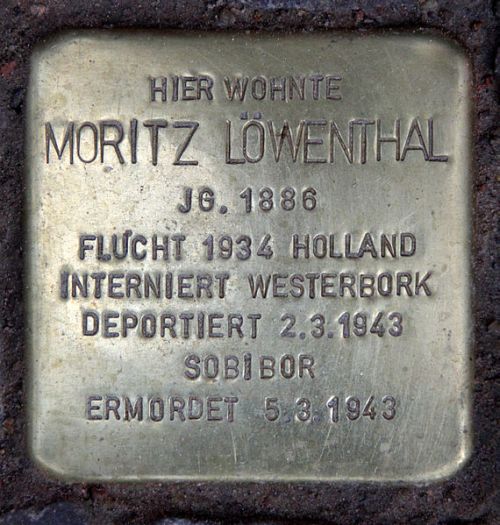 HIER WOHNTE
MORITZ LÖWENTHAL
JG. 1886
FLUCHT 1934 HOLLAND
INTERNIERT WESTERBORK
DEPORTIERT 2.3.1943
SOBIBOR
ERMORDET 5.3.1943